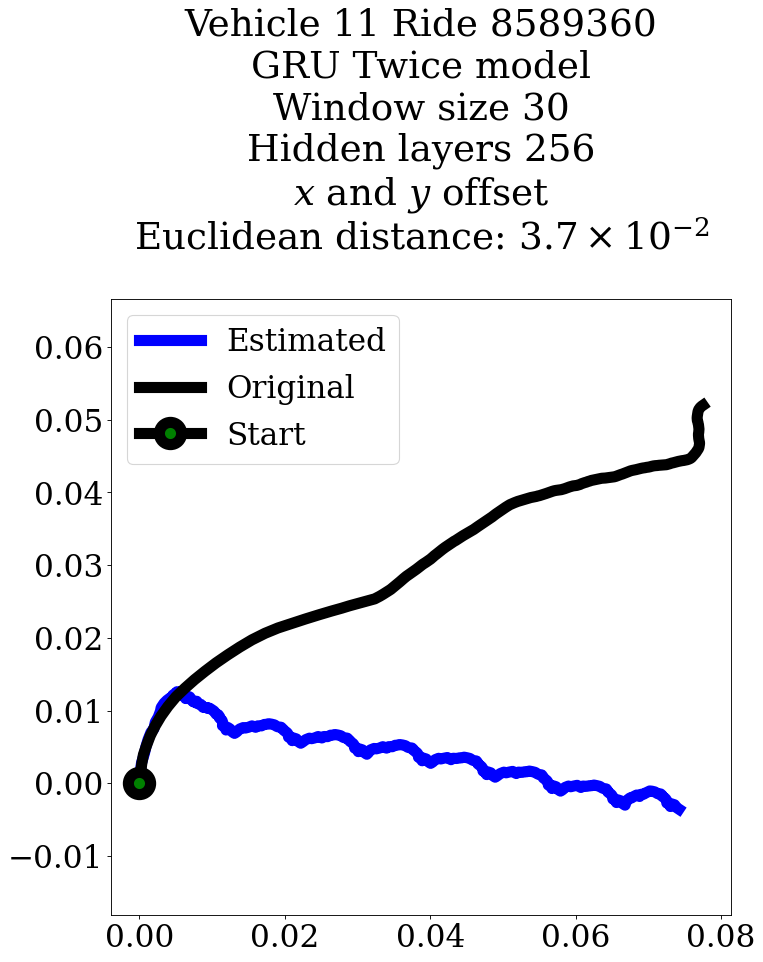 Vehicle 11 Ride 8589360
GRU Twice model
Window size 30
Hidden layers 256
x and y offset
Euclidean distance: 3.7 × 10⁻²
Estimated
Original
Start
0.06
0.05
0.04
0.03
0.02
0.01
0.00
−0.01
0.00 0.02 0.04 0.06 0.08